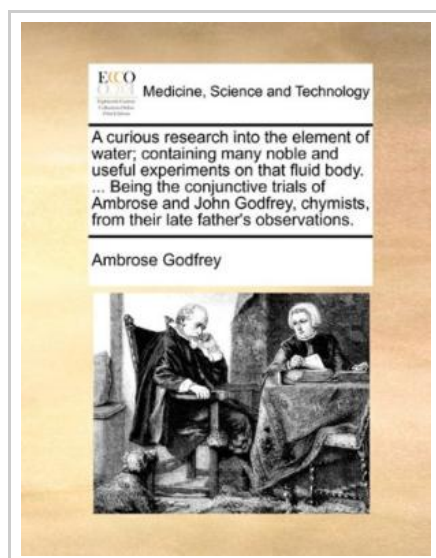 ECCO
Medicine, Science and Technology
A curious research into the element of
water; containing many noble and
useful experiments on that fluid body.
... Being the conjunctive trials of
Ambrose and John Godfrey, chymists,
from their late father's observations.
Ambrose Godfrey